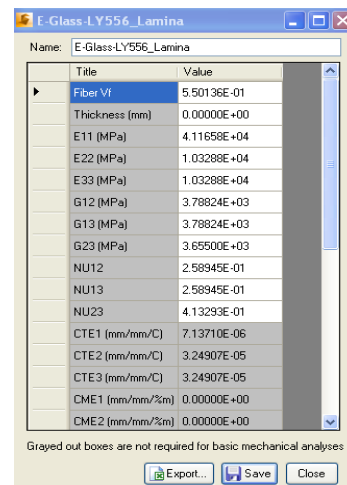 E-Glass-LY556_Lamina
Name: E-Glass-LY556_Lamina
Title Value
Fiber Vf 5.50136E-01
Thickness (mm) 0.00000E+00
E11 (MPa) 4.11658E+04
E22 (MPa) 1.03288E+04
E33 (MPa) 1.03288E+04
G12 (MPa) 3.78824E+03
G13 (MPa) 3.78824E+03
G23 (MPa) 3.65500E+03
NU12 2.58945E-01
NU13 2.58945E-01
NU23 4.13293E-01
CTE1 (mm/mm/C) 7.13710E-06
CTE2 (mm/mm/C) 3.24907E-05
CTE3 (mm/mm/C) 3.24907E-05
CME1 (mm/mm/%m) 0.00000E+00
CME2 (mm/mm/%m) 0.00000E+00
Grayed out boxes are not required for basic mechanical analyses
Export... Save Close